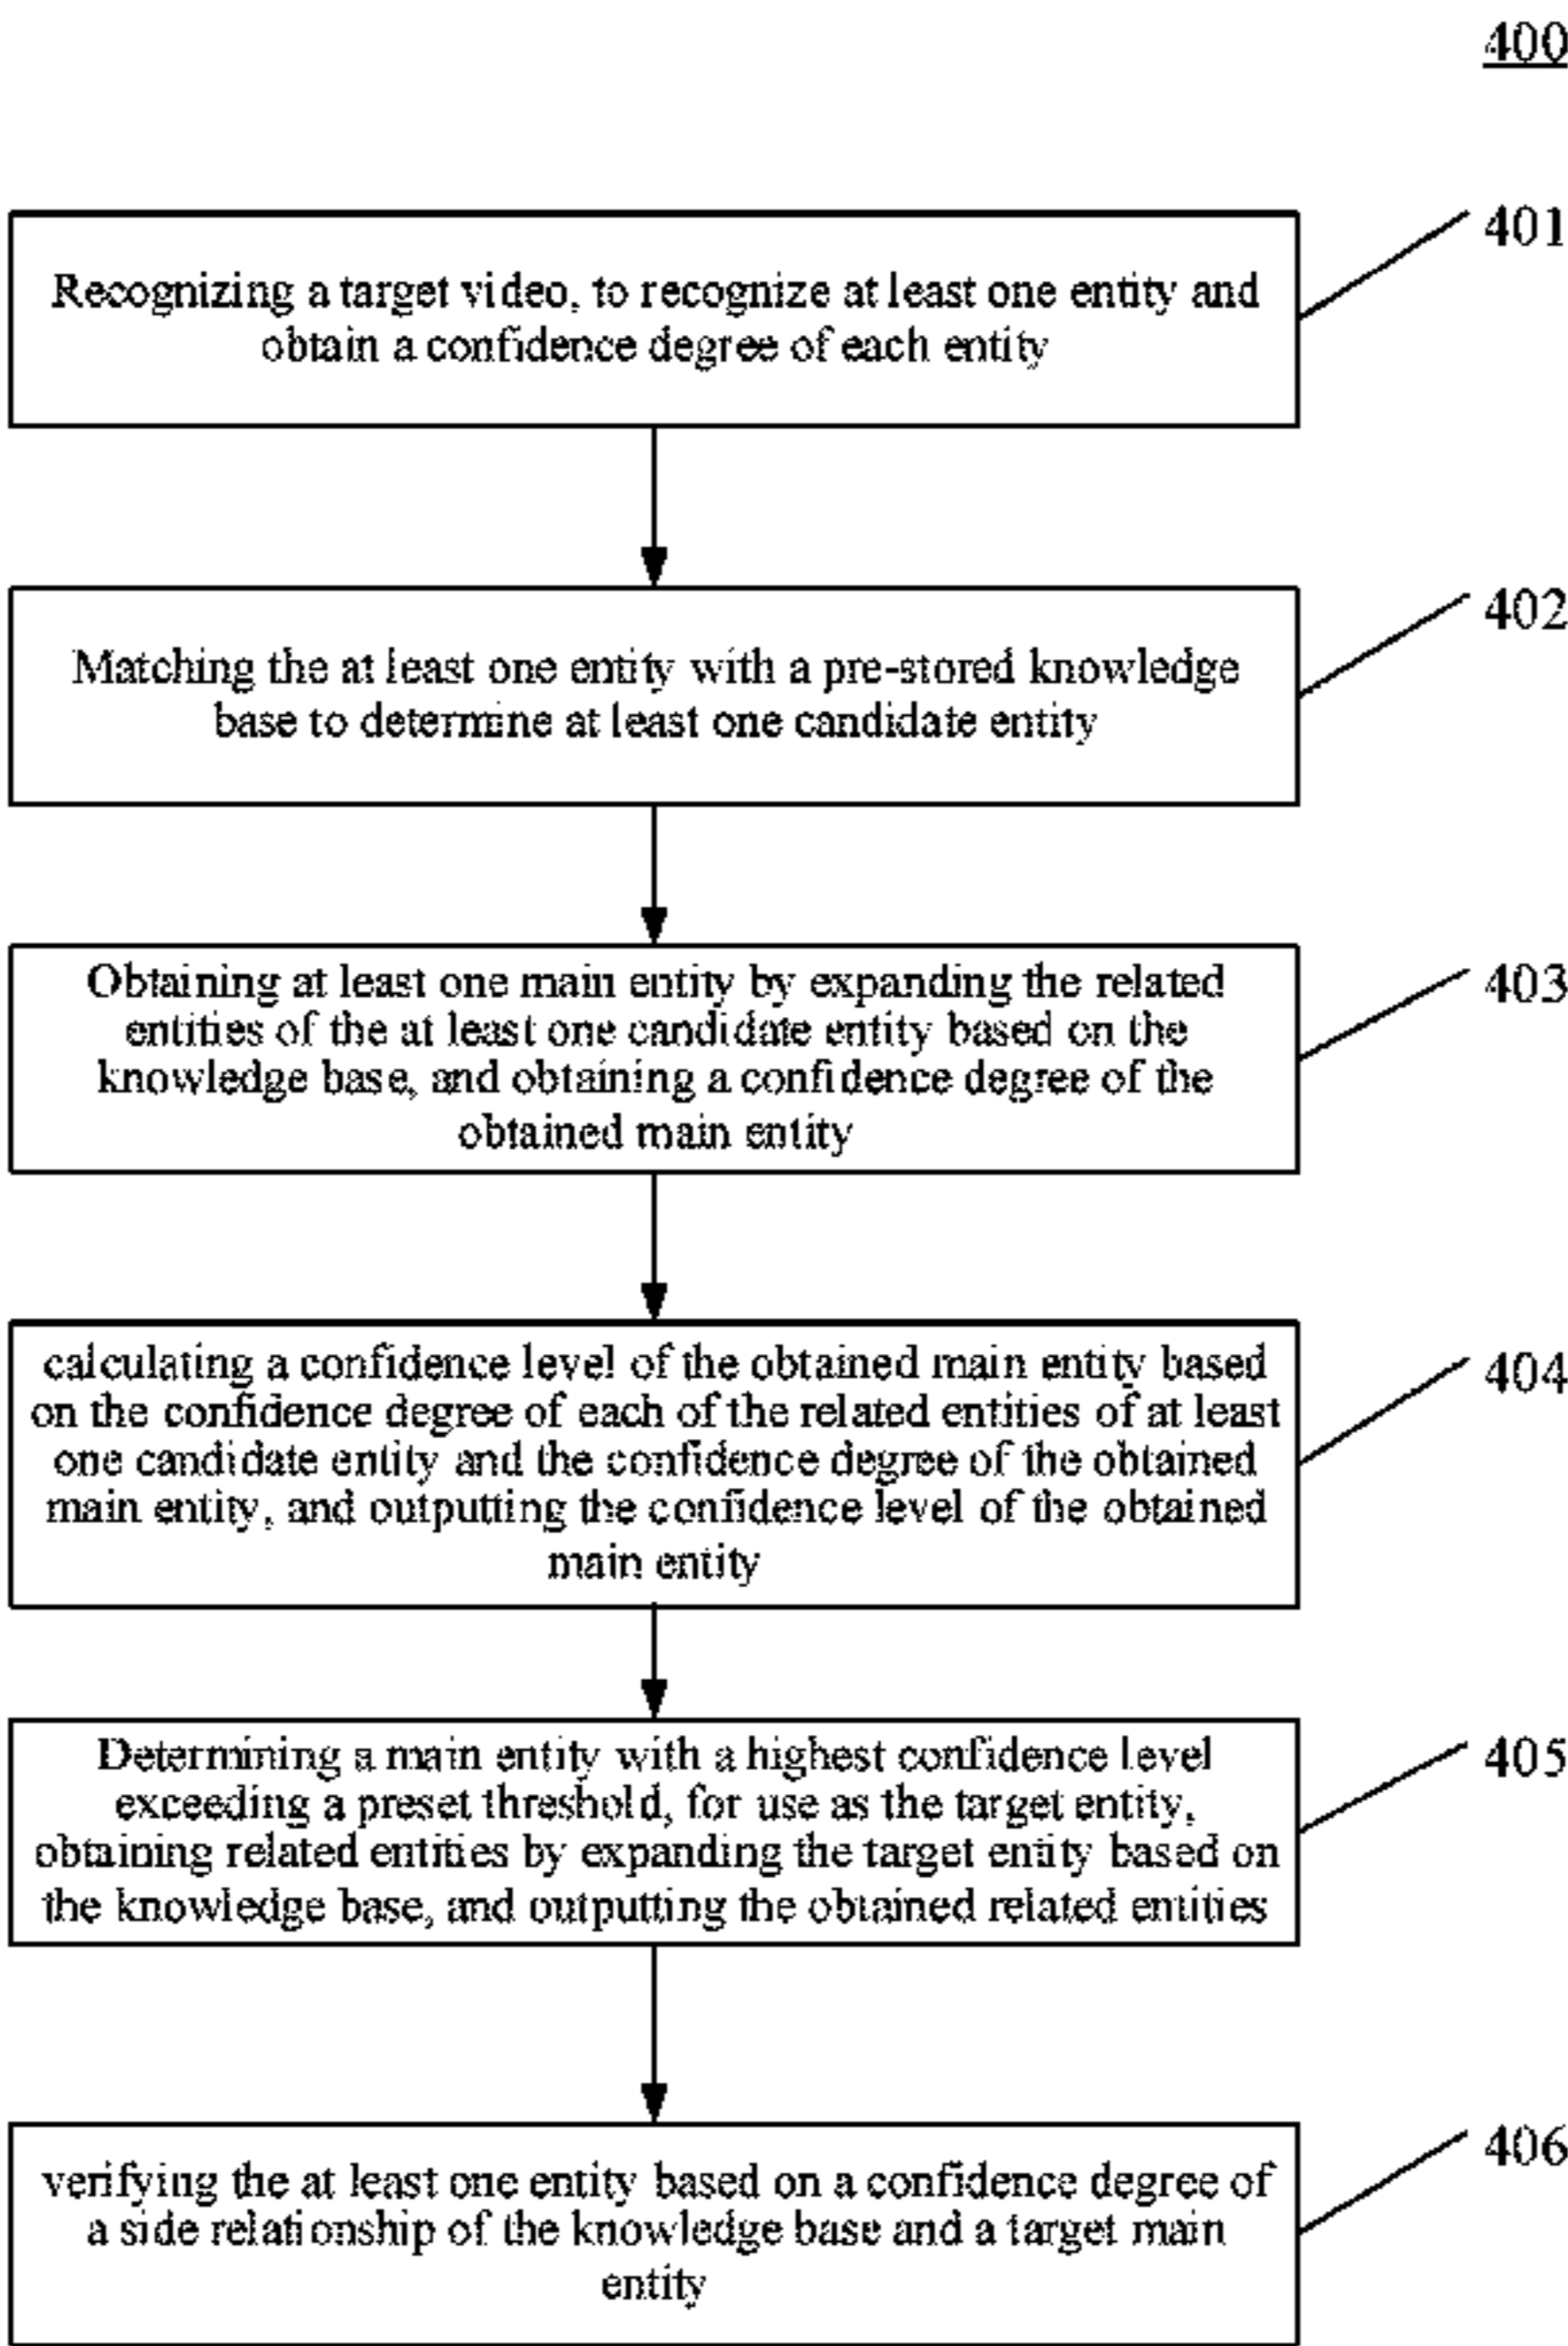 400
401
Recognizing a target video, to recognize at least one entity and
obtain a confidence degree of each entity
402
Matching the at least one entity with a pre-stored knowledge
base to determine at least one candidate entity
403
Obtaining at least one main entity by expanding the related
entities of the at least one candidate entity based on the
knowledge base, and obtaining a confidence degree of the
obtained main entity
404
calculating a confidence level of the obtained main entity based
on the confidence degree of each of the related entities of at least
one candidate entity and the confidence degree of the obtained
main entity, and outputting the confidence level of the obtained
main entity
405
Determining a main entity with a highest confidence level
exceeding a preset threshold, for use as the target entity,
obtaining related entities by expanding the target entity based on
the knowledge base, and outputting the obtained related entities
406
verifying the at least one entity based on a confidence degree of
a side relationship of the knowledge base and a target main
entity